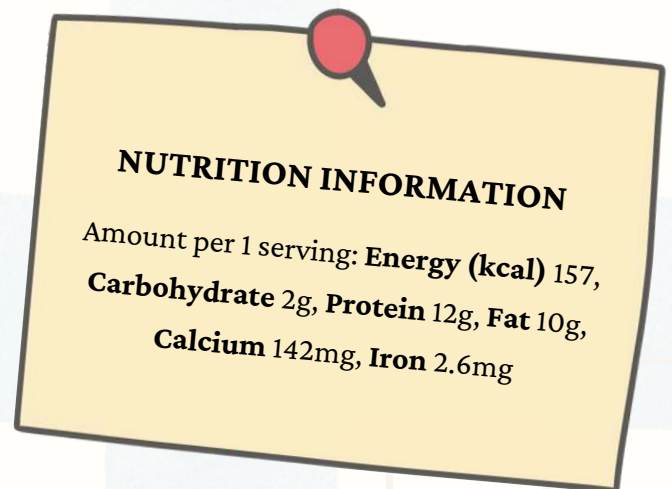 NUTRITION INFORMATION
Amount per 1 serving: Energy (kcal) 157,
Carbohydrate 2g, Protein 12g, Fat 10g,
Calcium 142mg, Iron 2.6mg